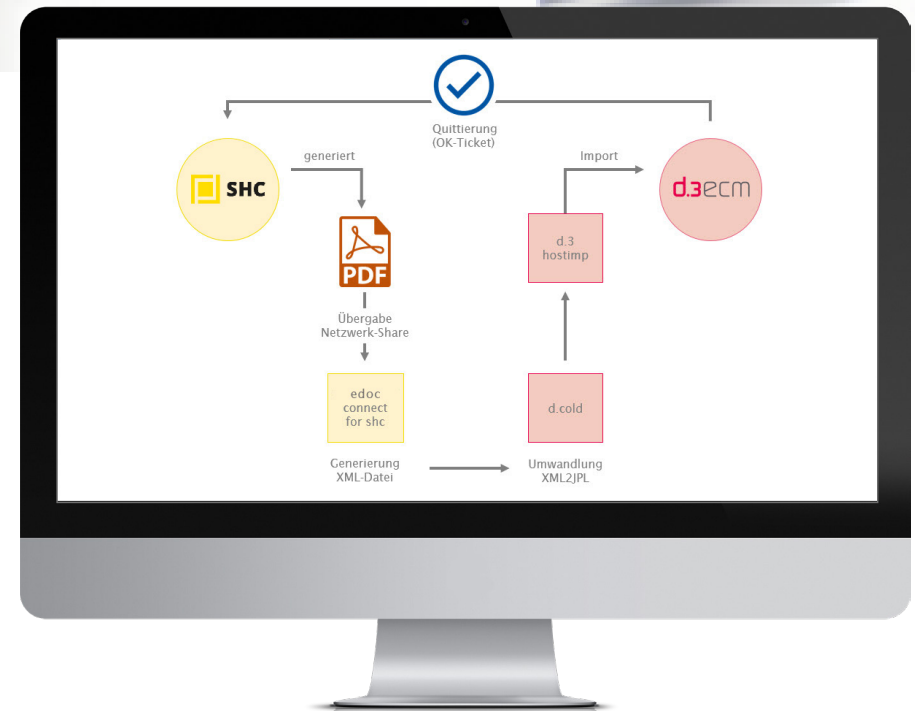 Quittierung
(OK-Ticket)
generiert
Import
SHC
d.3ecm
d.3
hostimp
PDF
Übergabe
Netzwerk-Share
edoc
connect
for shc
d.cold
Generierung
XML-Datei
Umwandlung
XML2JPL